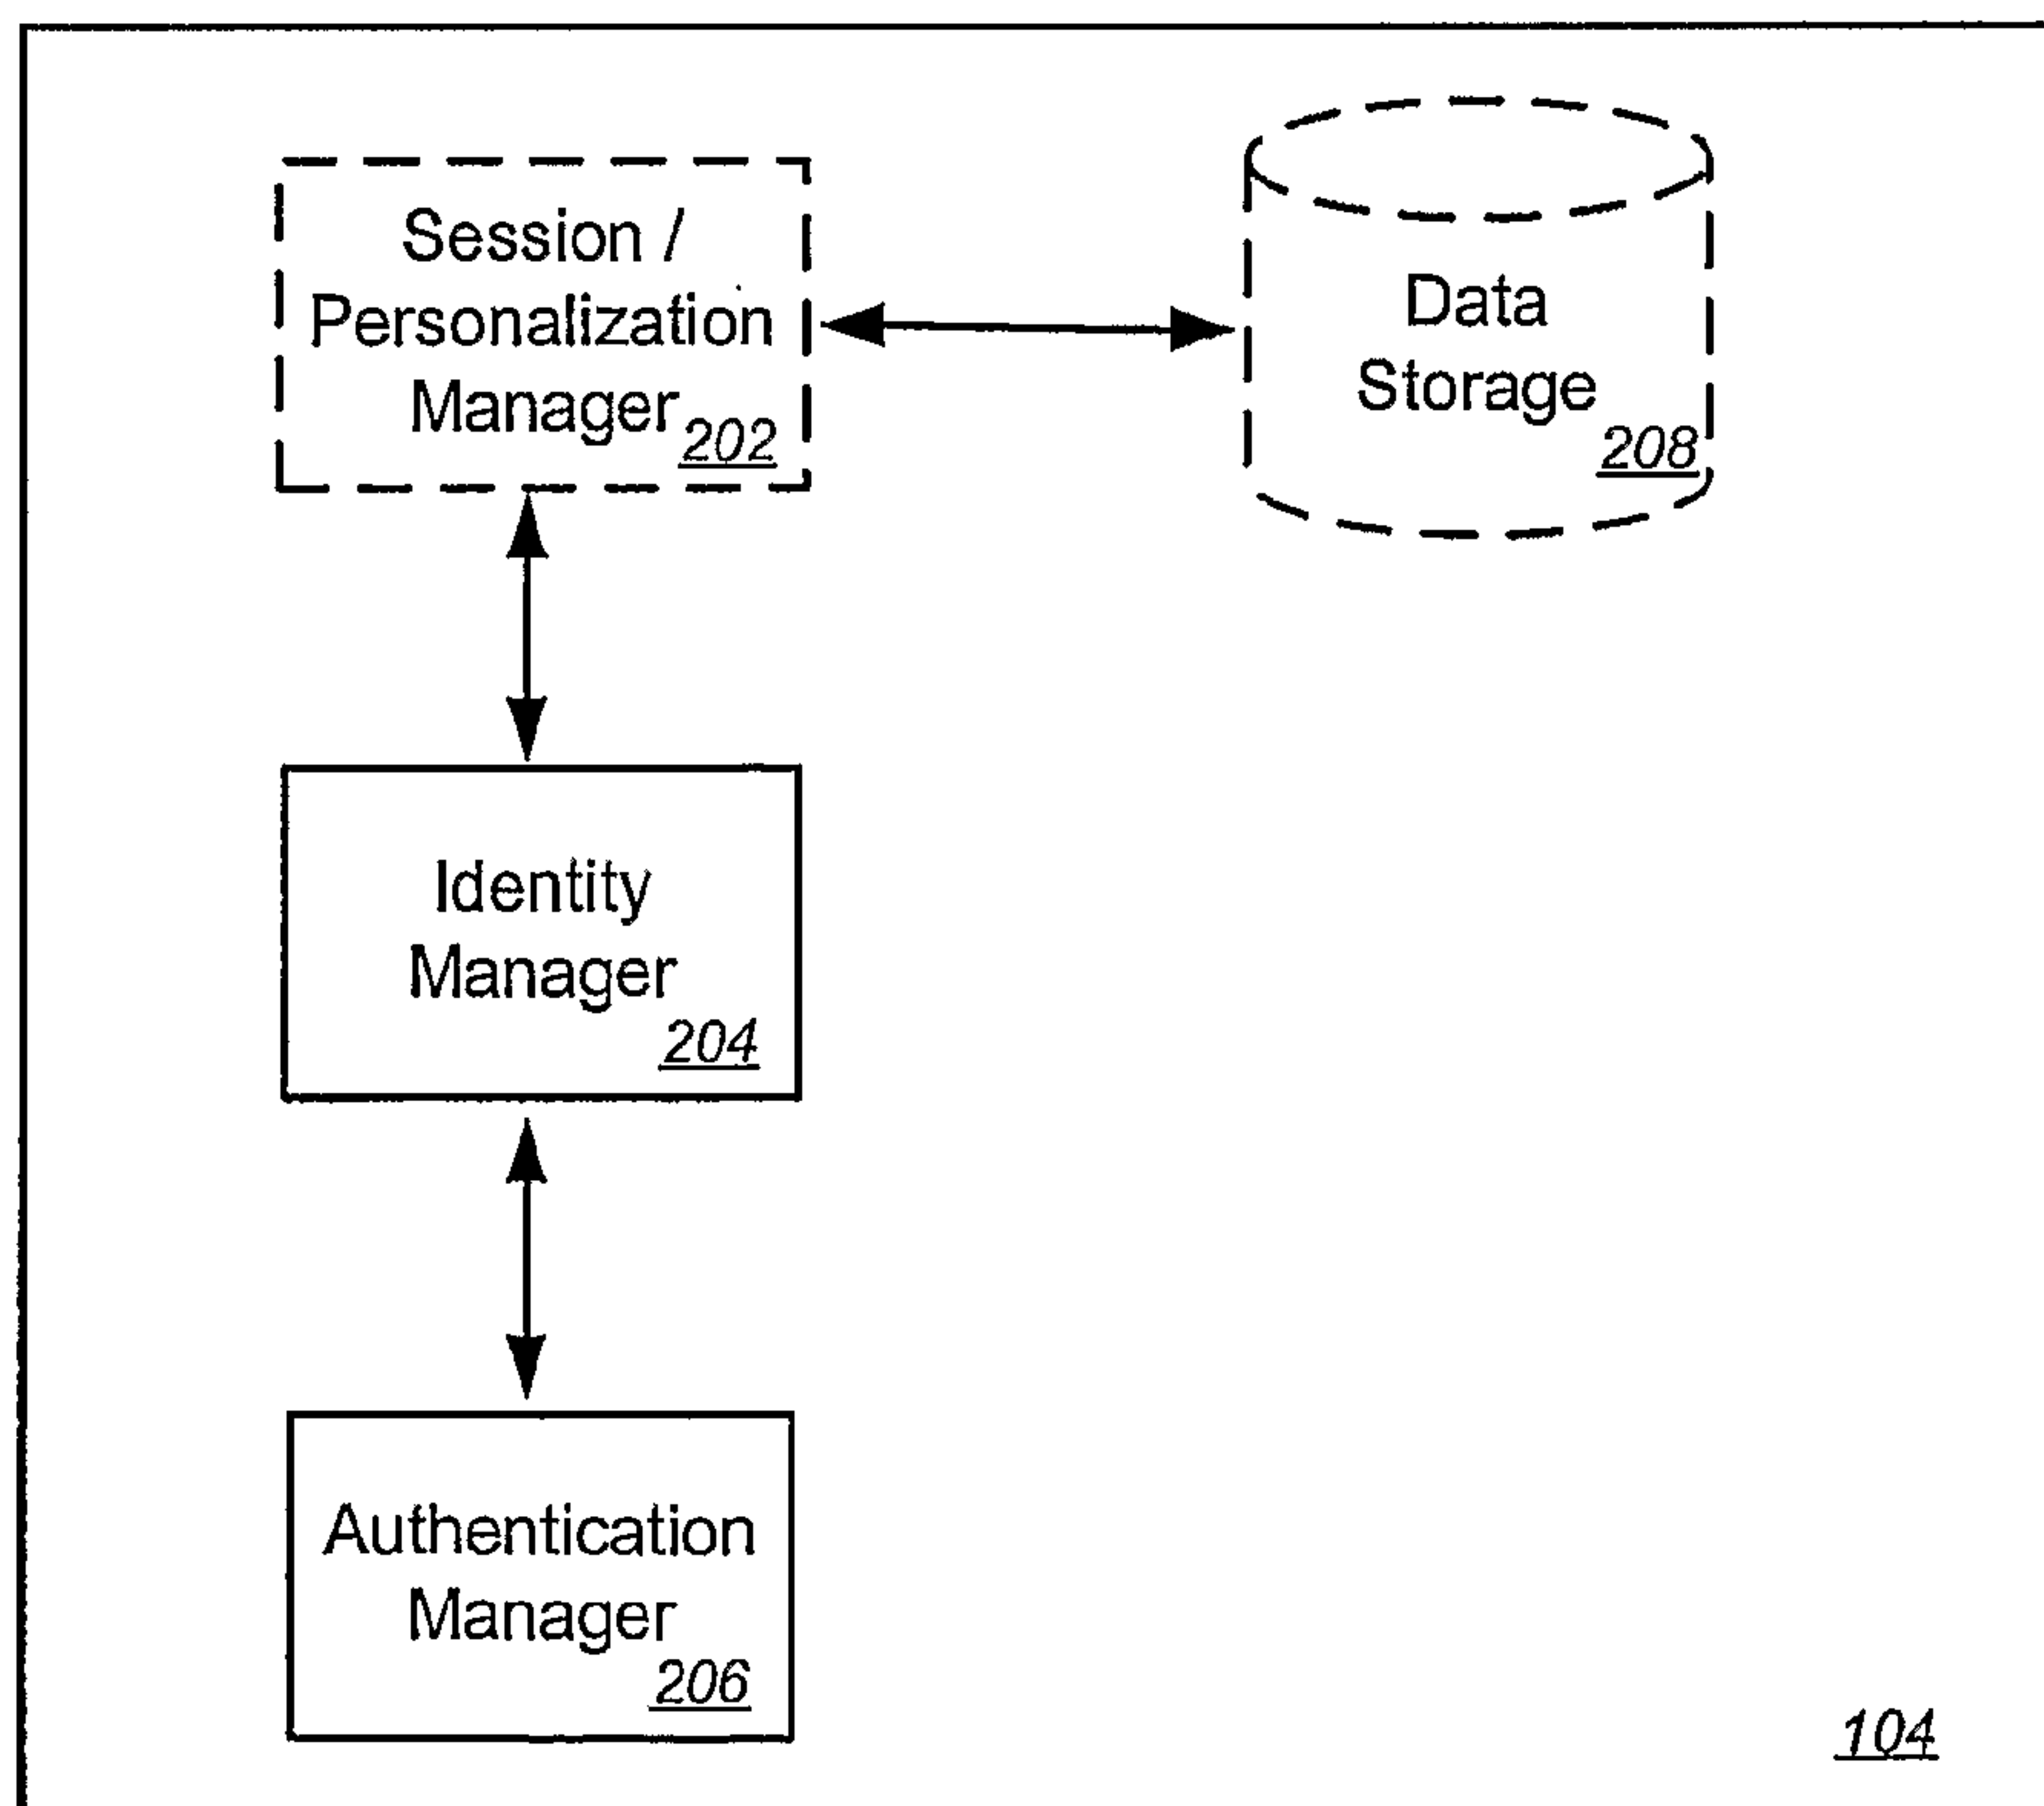 Session /
Personalization
Manager
202
Data
Storage
208
Identity
Manager
204
Authentication
Manager
206
104